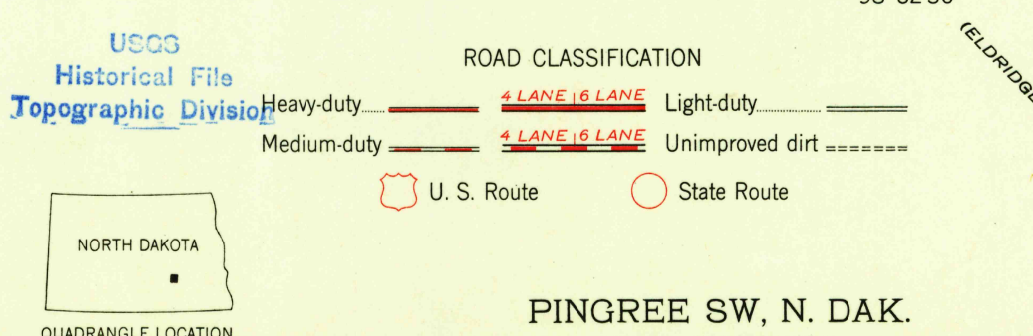 (ELDRIDGE
USGS
Historical File
Topographic Division
ROAD CLASSIFICATION
Heavy-duty..... 4 LANE | 6 LANE Light-duty...............
Medium-duty 4 LANE | 6 LANE Unimproved dirt
U. S. Route State Route
NORTH DAKOTA
QUADRANGLE LOCATION
PINGREE SW, N. DAK.